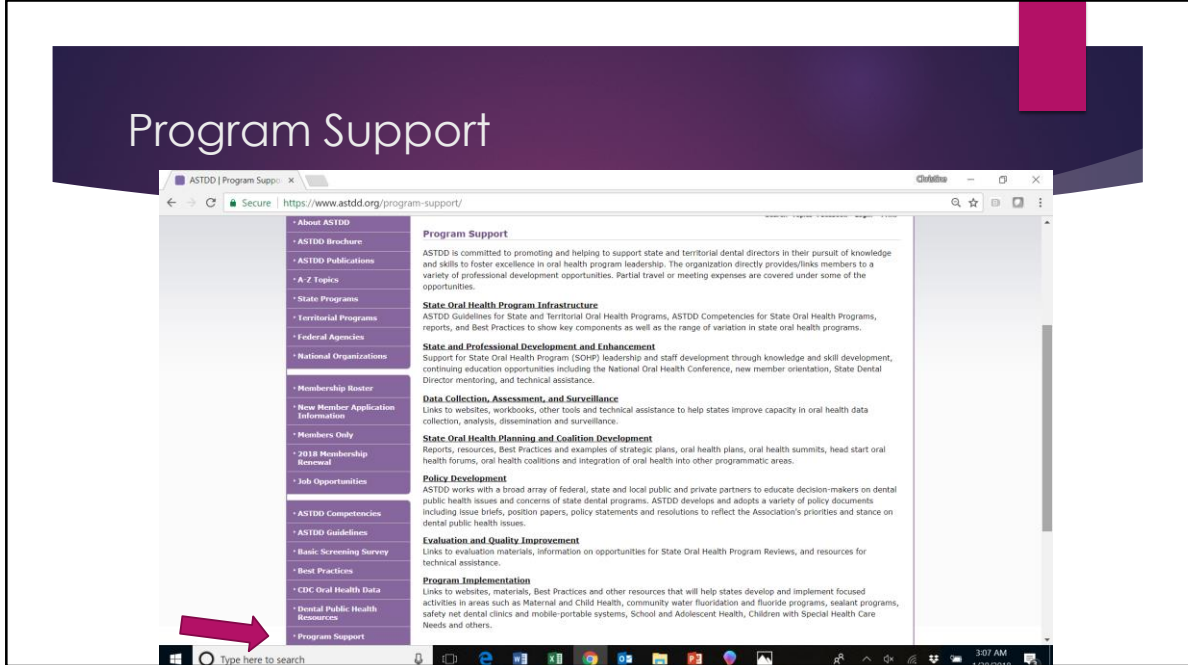 Program Support
ASTDD | Program Suppo
Christina
Secure | https://www.astdd.org/program-support/
• About ASTDD
• ASTDD Brochure
• ASTDD Publications
• A-Z Topics
• State Programs
• Territorial Programs
• Federal Agencies
• National Organizations
• Membership Roster
• New Member Application
Information
• Members Only
• 2018 Membership
Renewal
• Job Opportunities
• ASTDD Competencies
• ASTDD Guidelines
• Basic Screening Survey
• Best Practices
• CDC Oral Health Data
• Dental Public Health
Resources
• Program Support
Program Support
ASTDD is committed to promoting and helping to support state and territorial dental directors in their pursuit of knowledge
and skills to foster excellence in oral health program leadership. The organization directly provides/links members to a
variety of professional development opportunities. Partial travel or meeting expenses are covered under some of the
opportunities.
State Oral Health Program Infrastructure
ASTDD Guidelines for State and Territorial Oral Health Programs, ASTDD Competencies for State Oral Health Programs,
reports, and Best Practices to show key components as well as the range of variation in state oral health programs.
State and Professional Development and Enhancement
Support for State Oral Health Program (SOHP) leadership and staff development through knowledge and skill development,
continuing education opportunities including the National Oral Health Conference, new member orientation, State Dental
Director mentoring, and technical assistance.
Data Collection, Assessment, and Surveillance
Links to websites, workbooks, other tools and technical assistance to help states improve capacity in oral health data
collection, analysis, dissemination and surveillance.
State Oral Health Planning and Coalition Development
Reports, resources, Best Practices and examples of strategic plans, oral health plans, oral health summits, head start oral
health forums, oral health coalitions and integration of oral health into other programmatic areas.
Policy Development
ASTDD works with a broad array of federal, state and local public and private partners to educate decision-makers on dental
public health issues and concerns of state dental programs. ASTDD develops and adopts a variety of policy documents
including issue briefs, position papers, policy statements and resolutions to reflect the Association's priorities and stance on
dental public health issues.
Evaluation and Quality Improvement
Links to evaluation materials, information on opportunities for State Oral Health Program Reviews, and resources for
technical assistance.
Program Implementation
Links to websites, materials, Best Practices and other resources that will help states develop and implement focused
activities in areas such as Maternal and Child Health, community water fluoridation and fluoride programs, sealant programs,
safety net dental clinics and mobile-portable systems, School and Adolescent Health, Children with Special Health Care
Needs and others.
Type here to search
3:07 AM